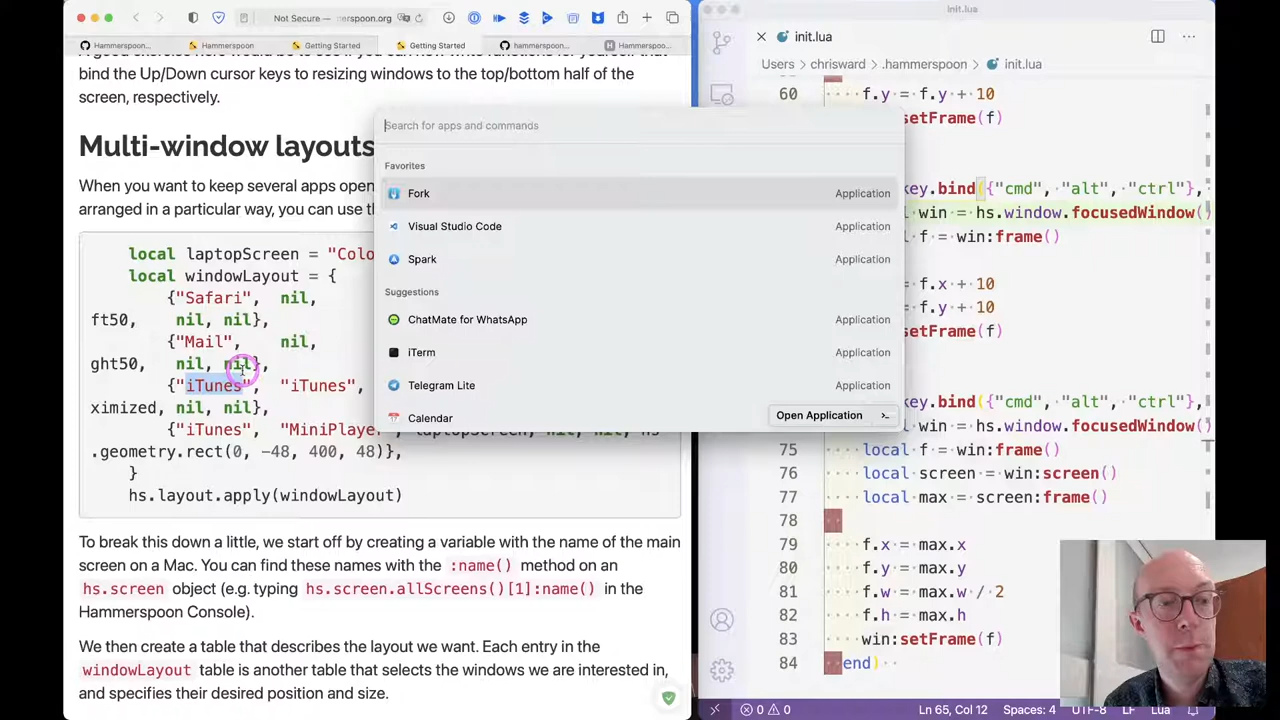 Not Secure — nerspoon.org
Hammerspoon...
Hammerspoon
Getting Started
Getting Started
hammerspoon...
Hammerspoo...
bind the Up/Down cursor keys to resizing windows to the top/bottom half of the
screen, respectively.
Multi-window layouts
When you want to keep several apps open
arranged in a particular way, you can use th
local laptopScreen = "Colo
local windowLayout = {
{"Safari", nil,
ft50, nil, nil},
{"Mail", nil,
ght50, nil, nil},
{"iTunes", "iTunes",
ximized, nil, nil},
{"iTunes", "MiniPlayer
.geometry.rect(0, -48, 400, 48)},
}
hs.layout.apply(windowLayout)
To break this down a little, we start off by creating a variable with the name of the main
screen on a Mac. You can find these names with the :name() method on an
hs.screen object (e.g. typing hs.screen.allScreens()[1]:name() in the
Hammerspoon Console).
We then create a table that describes the layout we want. Each entry in the
windowLayout table is another table that selects the windows we are interested in,
and specifies their desired position and size.
Search for apps and commands
Favorites
Fork Application
Visual Studio Code Application
Spark Application
Suggestions
ChatMate for WhatsApp Application
iTerm Application
Telegram Lite Application
Calendar
Open Application
init.lua
init.lua
Users > chrisward > .hammerspoon > init.lua
60 f.y = f.y + 10
etFrame(f)
key.bind({"cmd", "alt", "ctrl"},
win = hs.window.focusedWindow()
f = win:frame()
f.x + 10
f.y + 10
etFrame(f)
ey.bind({"cmd", "alt", "ctrl"},
win = hs.window.focusedWindow()
75 local f = win:frame()
76 local screen = win:screen()
77 local max = screen:frame()
78
79 f.x = max.x
80 f.y = max.y
81 f.w = max.w / 2
82 f.h = max.h
83 win:setFrame(f)
84 end)
0 0 Ln 65, Col 12 Spaces: 4 UTF-8 LF Lua